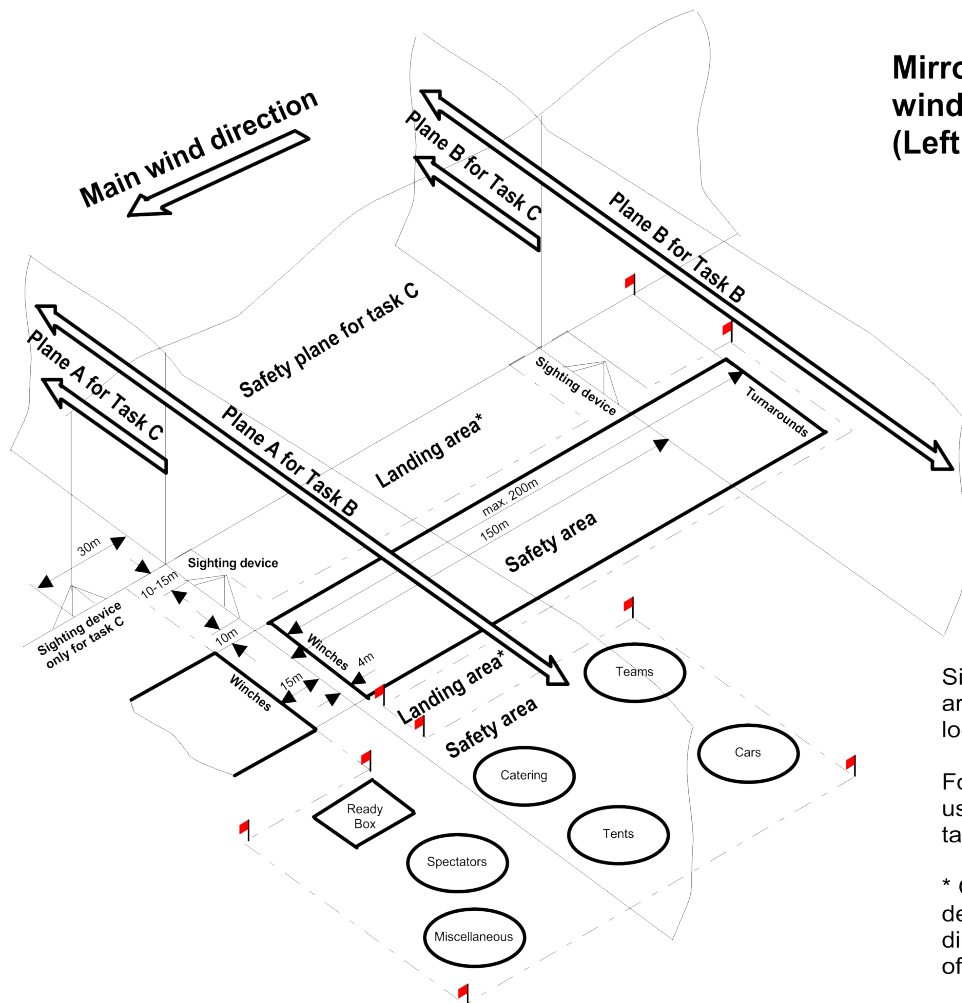 Main wind direction
Plane B for Task C
Plane B for Task B
Safety plane for task C
Plane A for Task C
Plane A for Task B
Sighting device
Turnarounds
Landing area*
max. 200m
150m
Safety area
30m
10-15m
Sighting device
Sighting device
only for task C
10m
Winches
4m
Winches
15m
Landing area*
Safety area
Teams
Cars
Catering
Tents
Ready
Box
Spectators
Miscellaneous
wind
(Left
* 
of